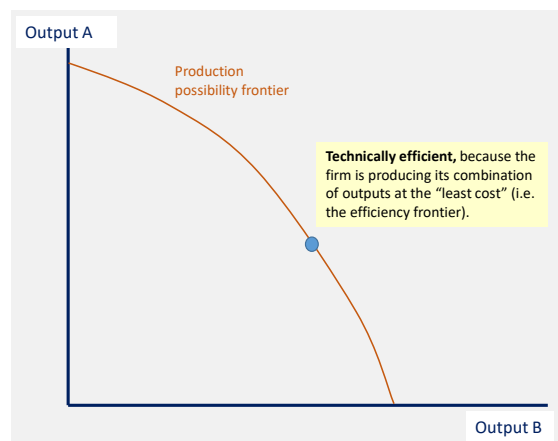 Output A
Production
possibility frontier
Technically efficient, because the
firm is producing its combination
of outputs at the “least cost” (i.e.
the efficiency frontier).
Output B